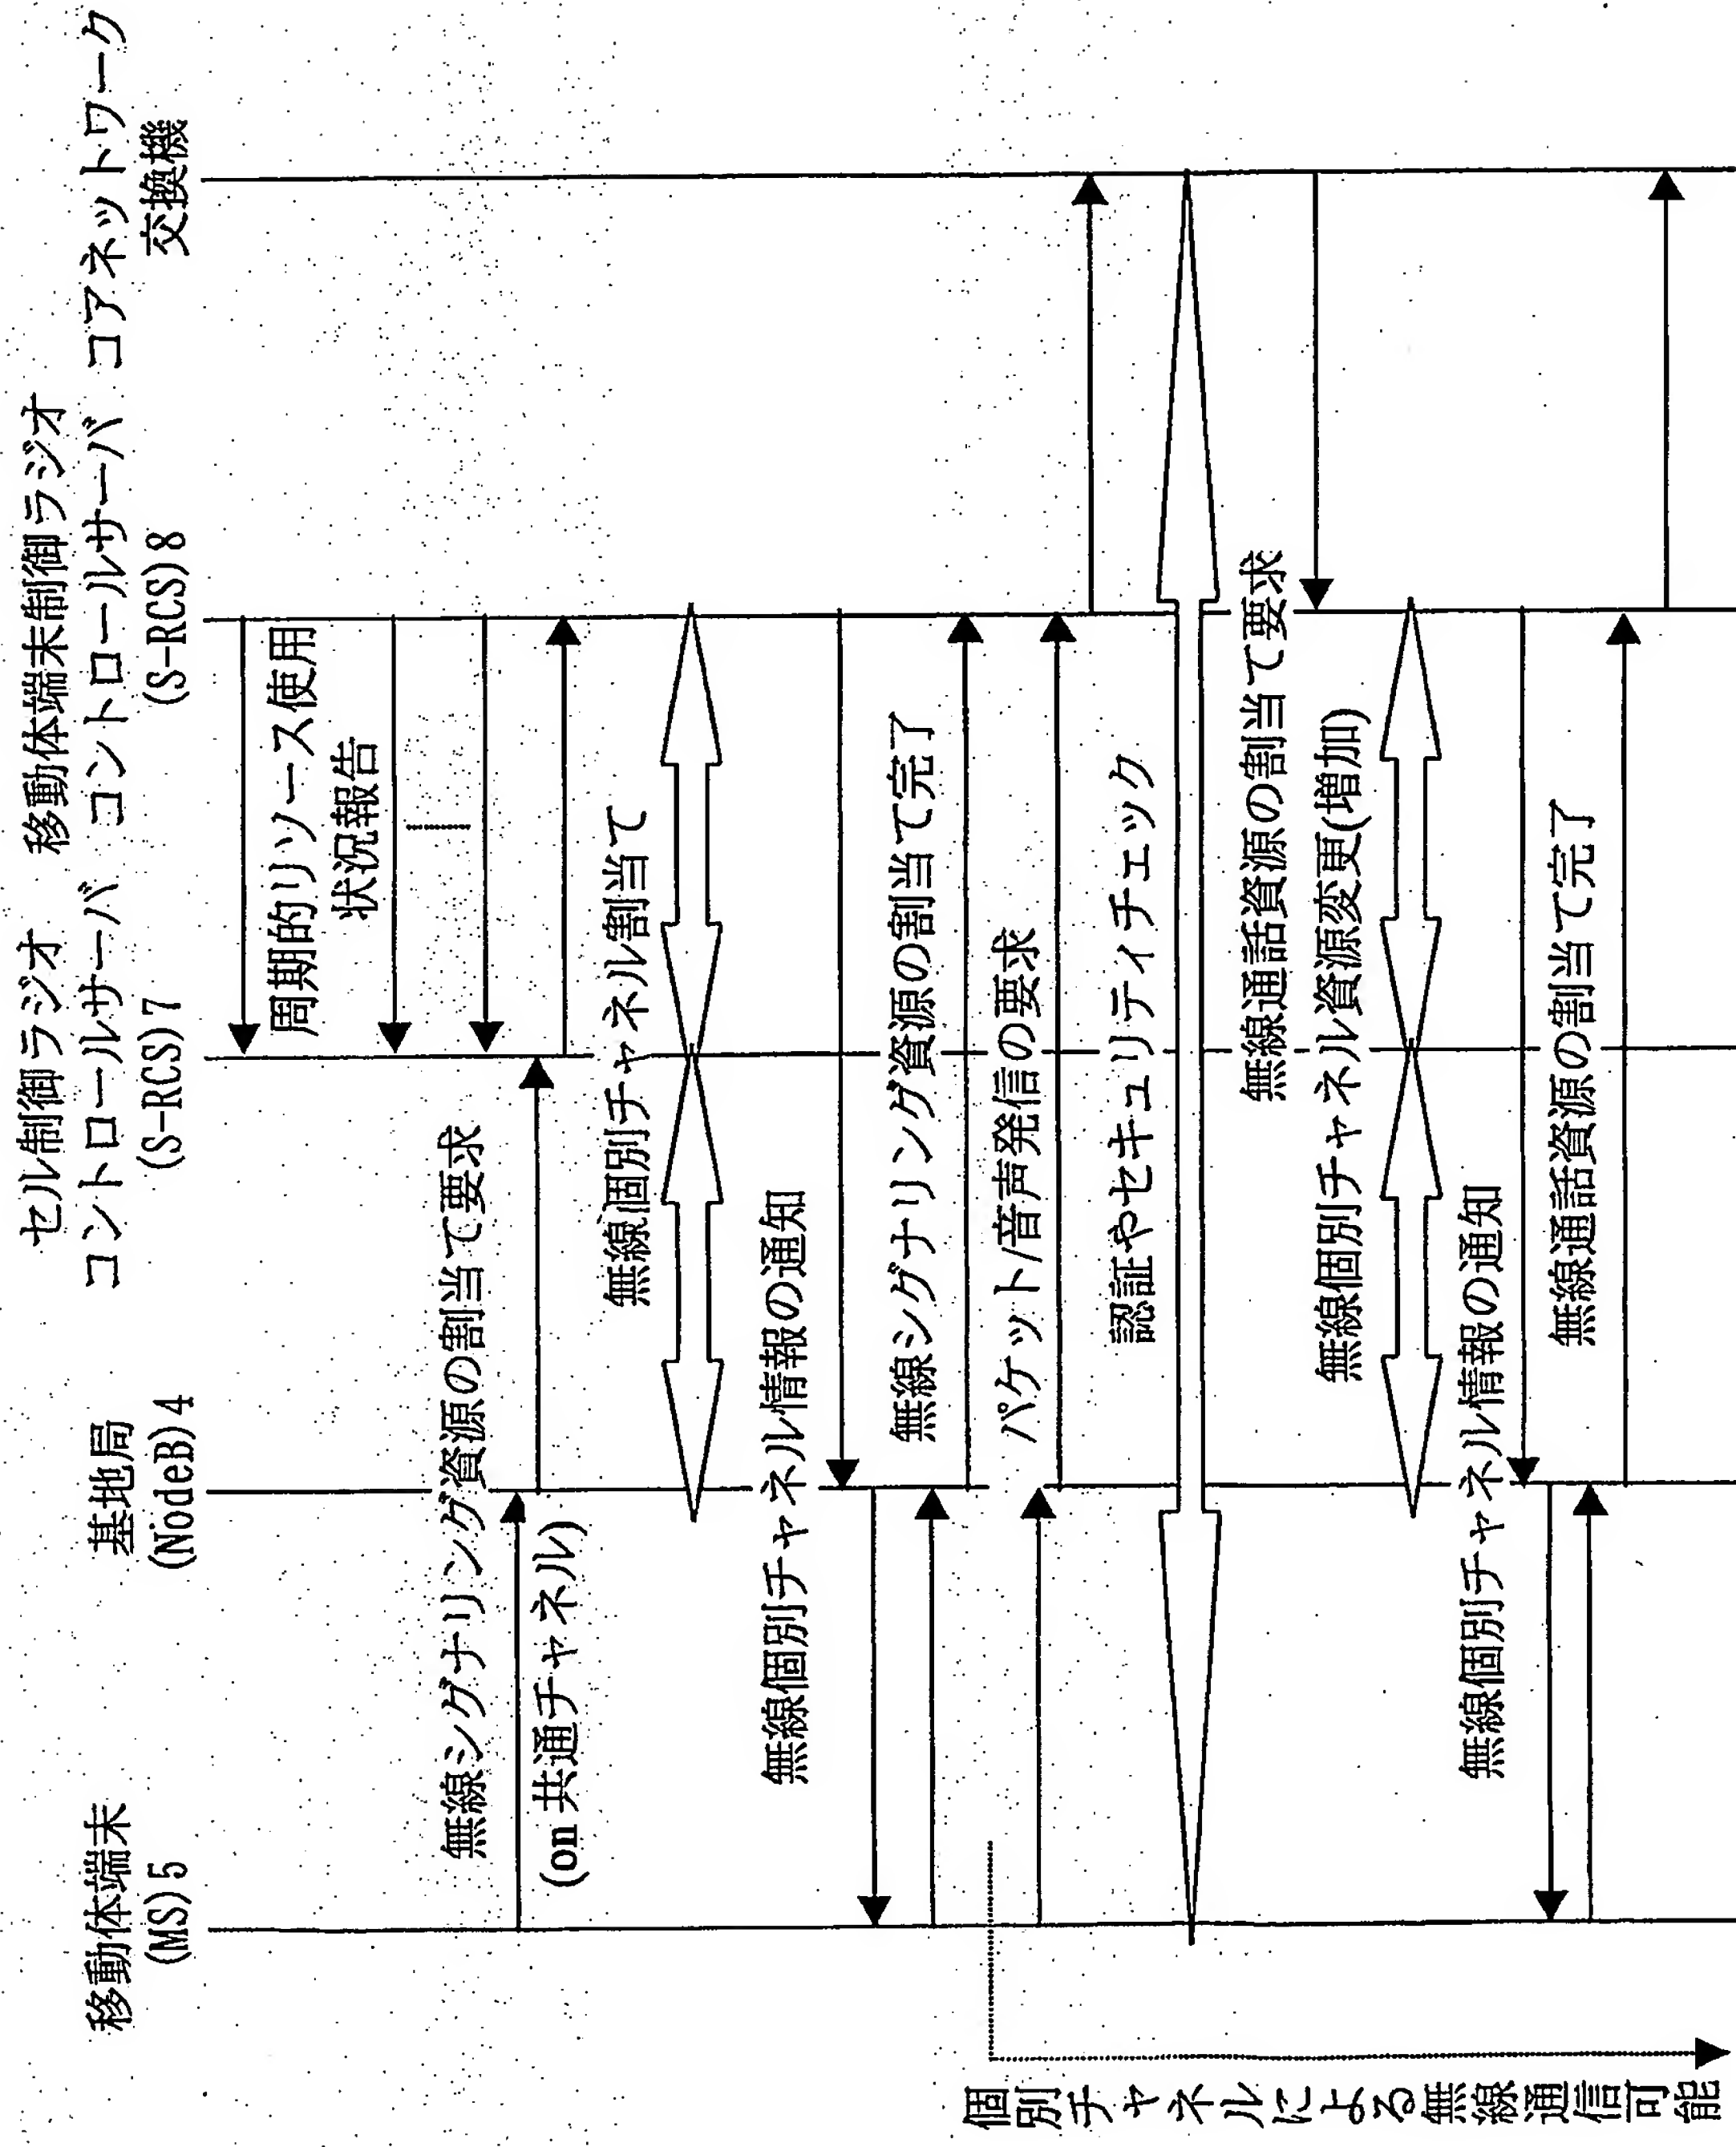 移動体端末
(MS)5
基地局
(NodeB)4
セル制御ラジオ
コントロールサーバ
(S-RCS)7
移動体端末制御ラジオ
コントロールサーバ
(S-RCS)8
コアネットワーク
交換機
周期的リソース使用
状況報告
無線シグナリング資源の割当て要求
(on 共通チャネル)
無線個別チャネル割当て
無線個別チャネル情報の通知
無線シグナリング資源の割当て完了
パケット/音声発信の要求
認証やセキュリティチェック
無線通話資源の割当て要求
無線個別チャネル資源変更(増加)
無線個別チャネル情報の通知
無線通話資源の割当て完了
個別チャネルによる無線通信可能